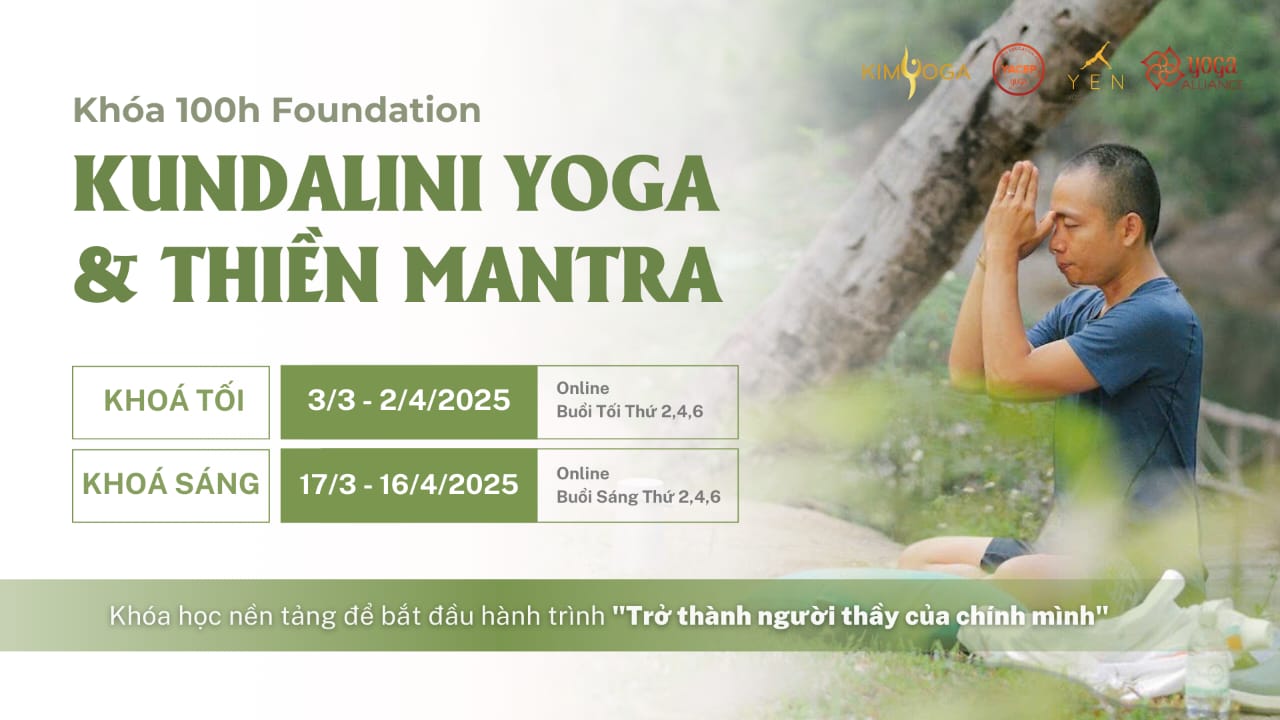 KIMYOGA
YACEP
YEN
yoga
ALLIANCE
Khóa 100h Foundation
KUNDALINI YOGA
& THIỀN MANTRA
KHOÁ TỐI
3/3 - 2/4/2025
Online
Buổi Tối Thứ 2,4,6
KHOÁ SÁNG
17/3 - 16/4/2025
Online
Buổi Sáng Thứ 2,4,6
Khóa học nền tảng để bắt đầu hành trình "Trở thành người thầy của chính mình"